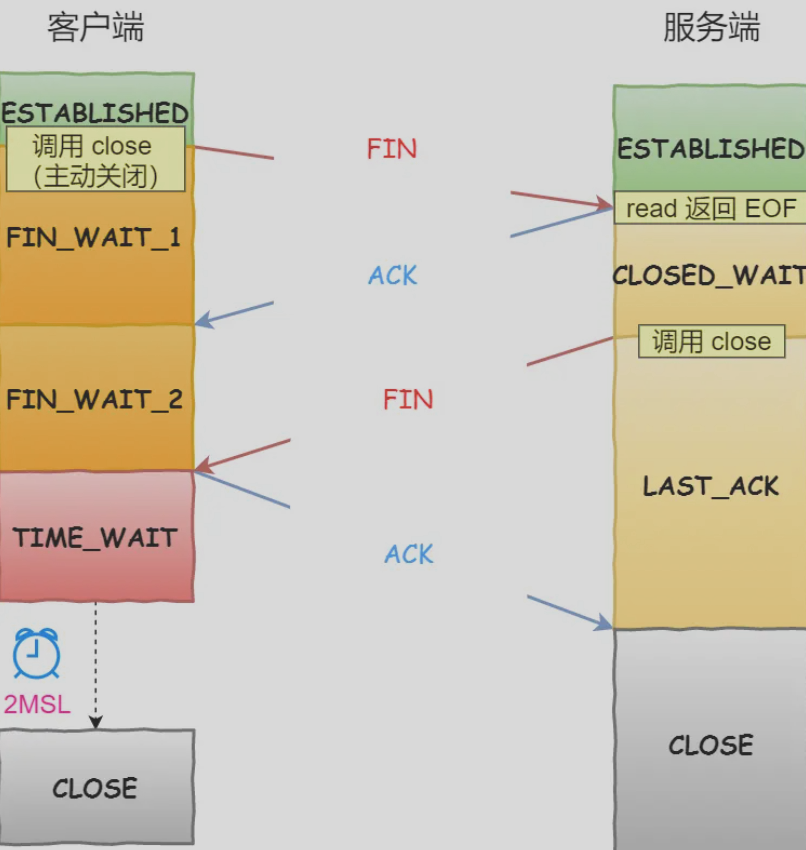 客户端
服务端
ESTABLISHED
调用 close
（主动关闭）
FIN
ESTABLISHED
read 返回 EOF
FIN_WAIT_1
ACK
CLOSED_WAIT
调用 close
FIN_WAIT_2
FIN
LAST_ACK
TIME_WAIT
ACK
2MSL
CLOSE
CLOSE